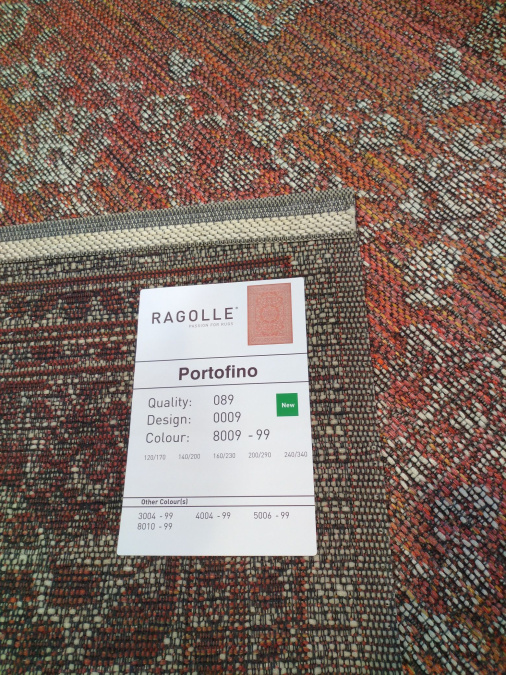 RAGOLLE
PASSION FOR RUGS
Portofino
Quality: 089
New
Design: 0009
Colour: 8009 - 99
120/170 140/200 160/230 200/290 240/340
Other Colour(s)
3004 - 99 4004 - 99 5006 - 99
8010 - 99